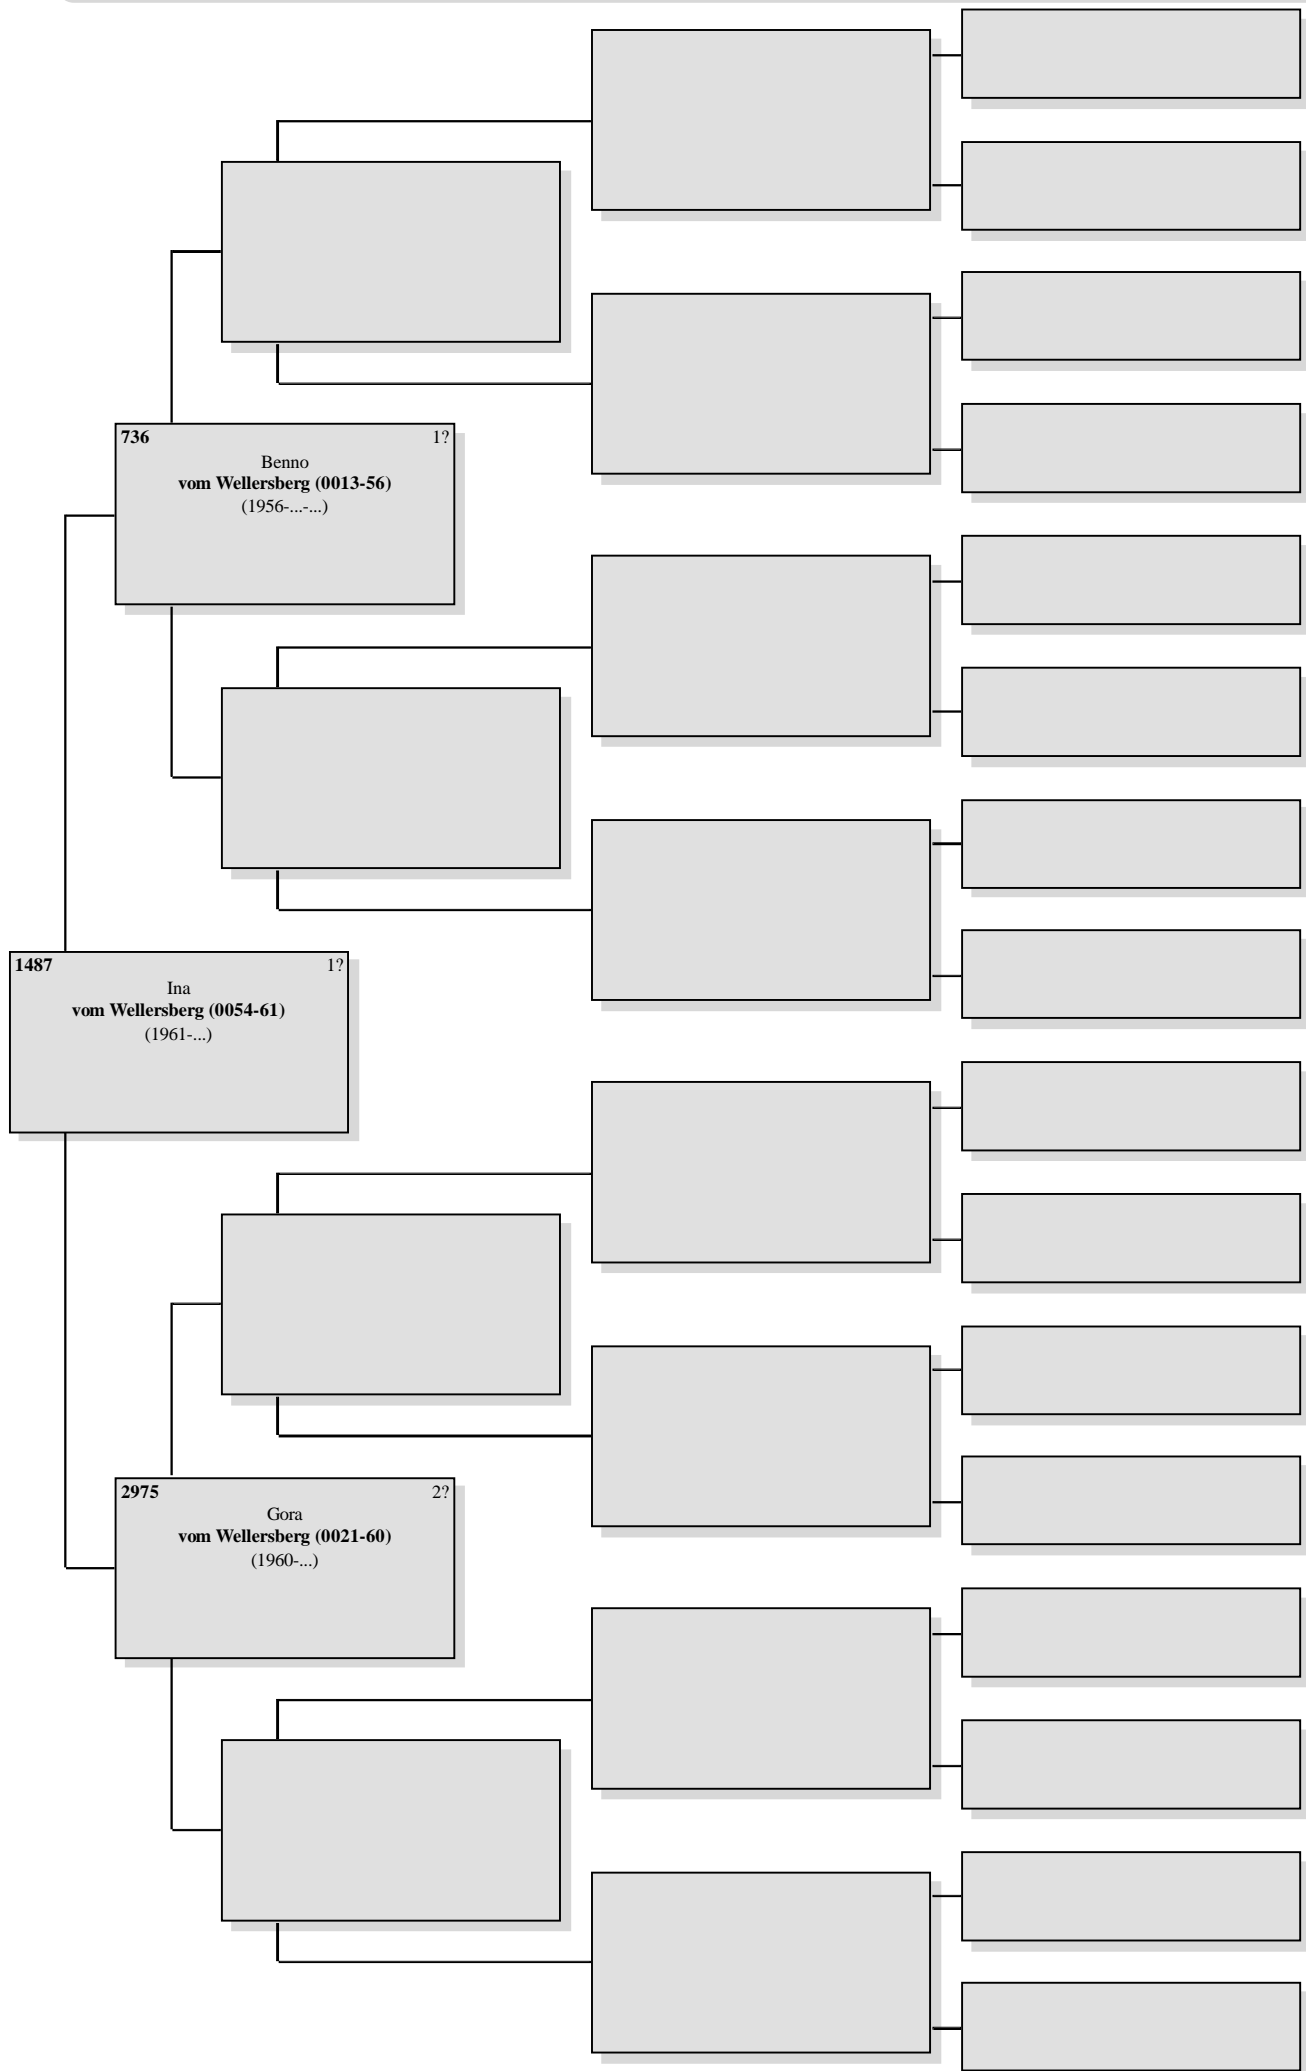 736 1?
Benno
vom Wellersberg (0013-56)
(1956-...-...)
1487 1?
Ina
vom Wellersberg (0054-61)
(1961-...)
2975 2?
Gora
vom Wellersberg (0021-60)
(1960-...)